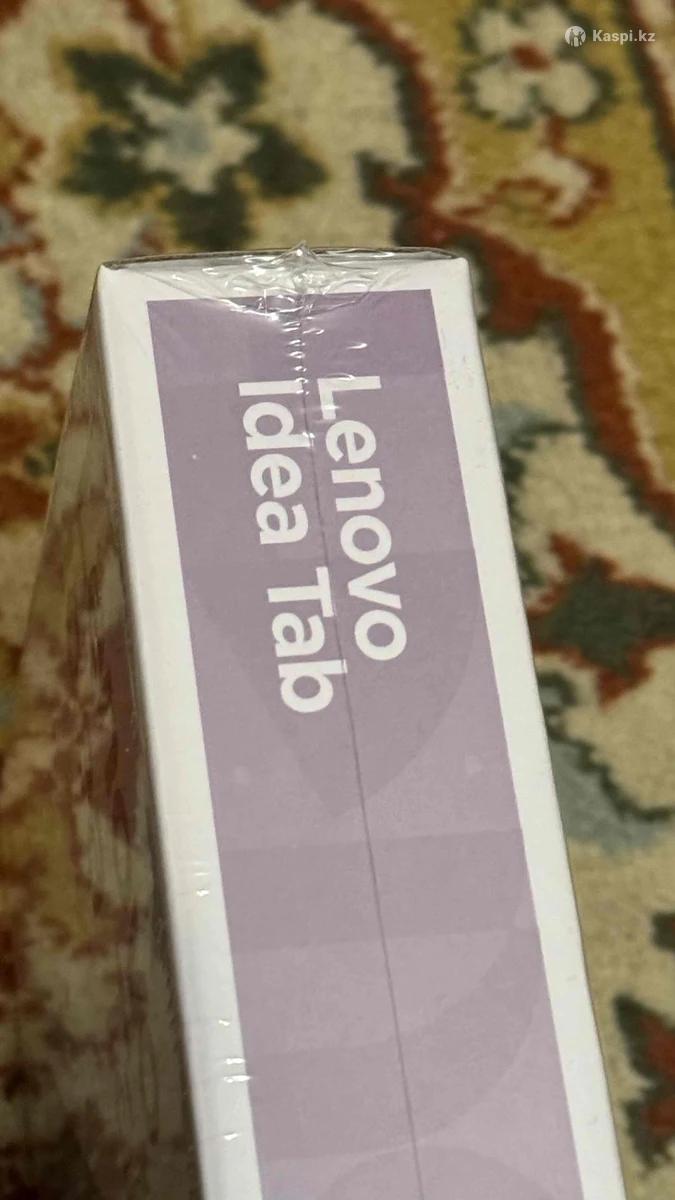 Kaspi.kz
Lenovo
Idea Tab